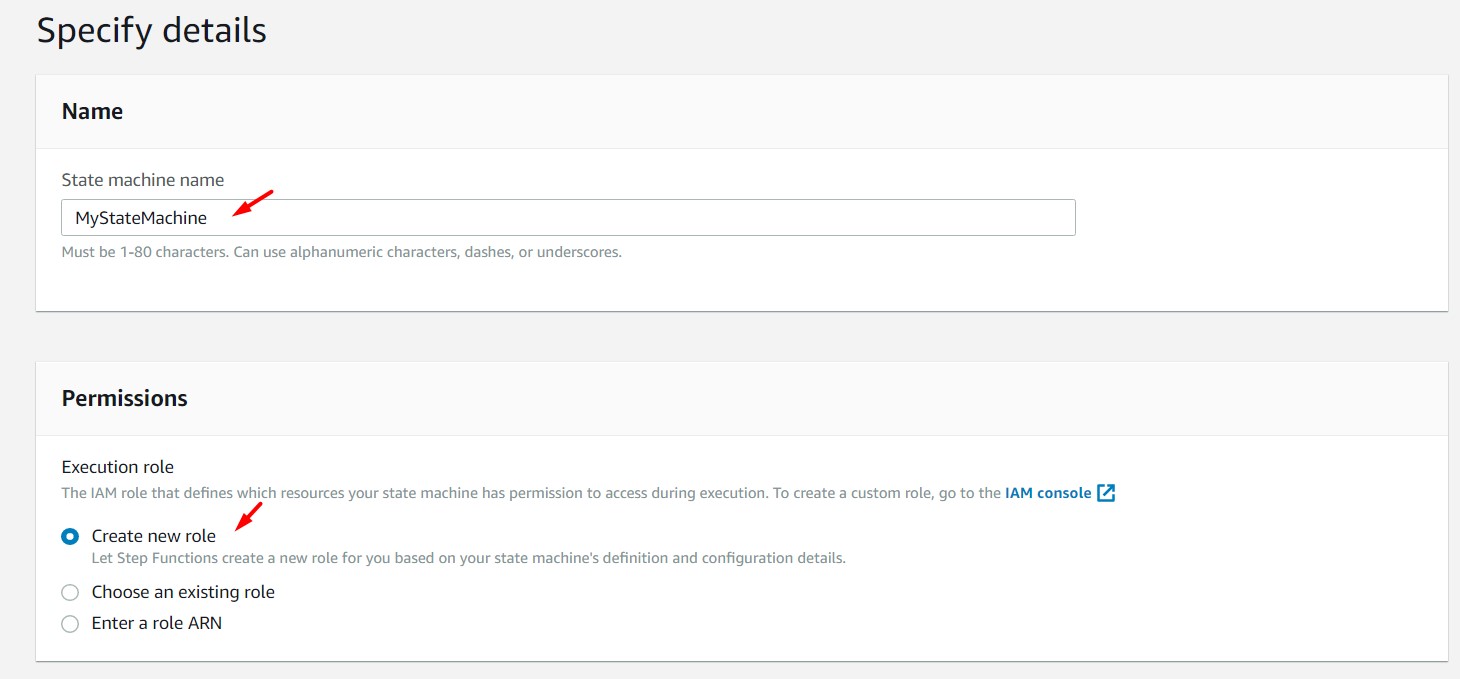 Specify details
Name
State machine name
MyStateMachine
Must be 1-80 characters. Can use alphanumeric characters, dashes, or underscores.
Permissions
Execution role
The IAM role that defines which resources your state machine has permission to access during execution. To create a custom role, go to the IAM console
Create new role
Let Step Functions create a new role for you based on your state machine's definition and configuration details.
Choose an existing role
Enter a role ARN